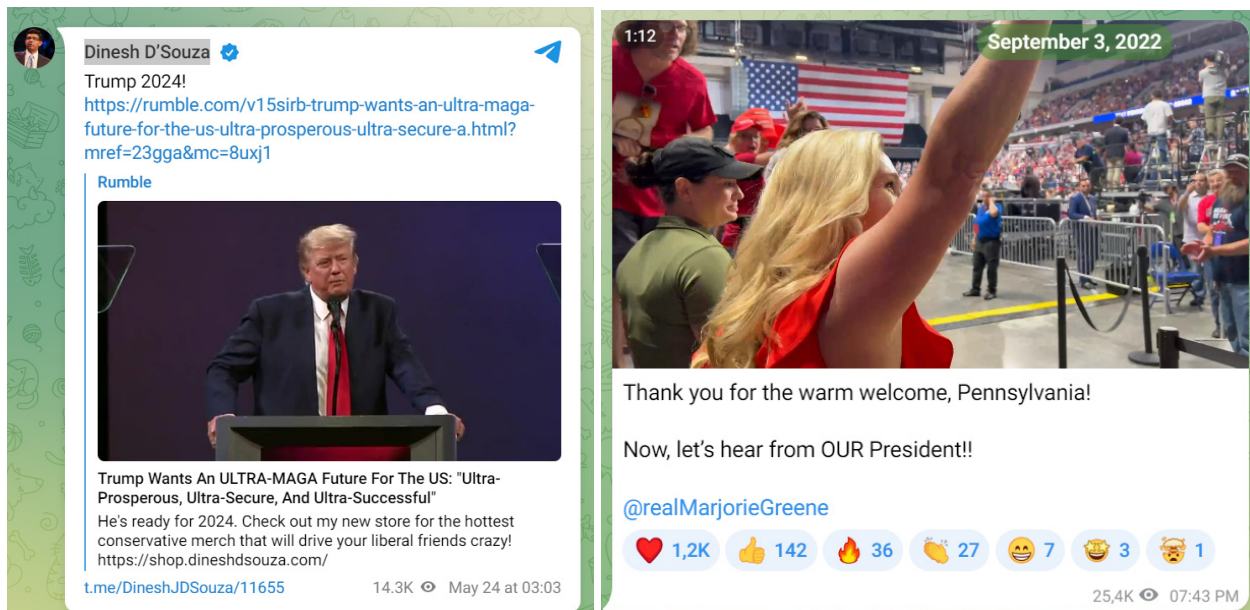 Dinesh D'Souza
Trump 2024!
https://rumble.com/v15sirb-trump-wants-an-ultra-maga-
future-for-the-us-ultra-prosperous-ultra-secure-a.html?
mref=23gga&mc=8uxj1
Rumble
Trump Wants An ULTRA-MAGA Future For The US: "Ultra-
Prosperous, Ultra-Secure, And Ultra-Successful"
He's ready for 2024. Check out my new store for the hottest
conservative merch that will drive your liberal friends crazy!
https://shop.dineshdsouza.com/
t.me/DineshJDSouza/11655 14.3K May 24 at 03:03
1:12
September 3, 2022
Thank you for the warm welcome, Pennsylvania!
Now, let's hear from OUR President!!
@realMarjorieGreene
1,2K 142 36 27 7 3 1
25,4K 07:43 PM